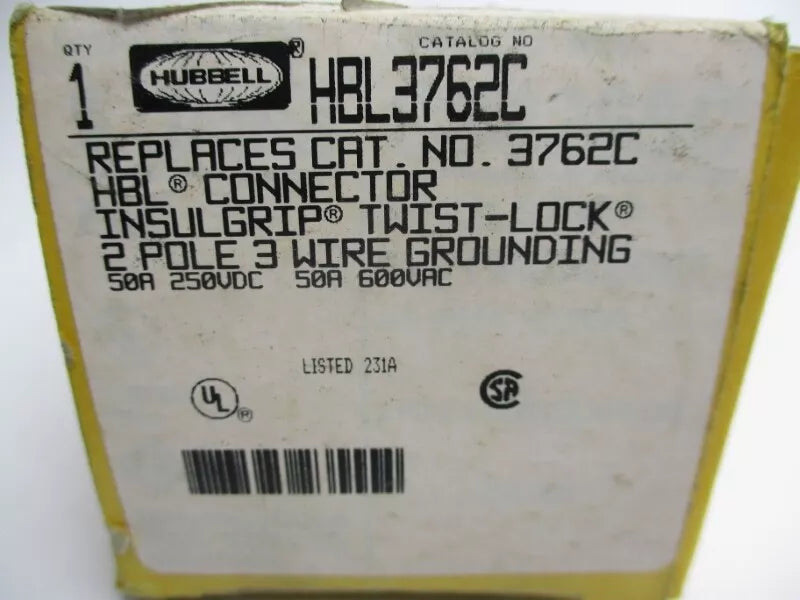 QTY
1
HUBBELL®
CATALOG NO
HBL3762C
REPLACES CAT. NO. 3762C
HBL® CONNECTOR
INSULGRIP® TWIST-LOCK®
2 POLE 3 WIRE GROUNDING
50A 250VDC 50A 600VAC
LISTED 231A
UL®
CSA